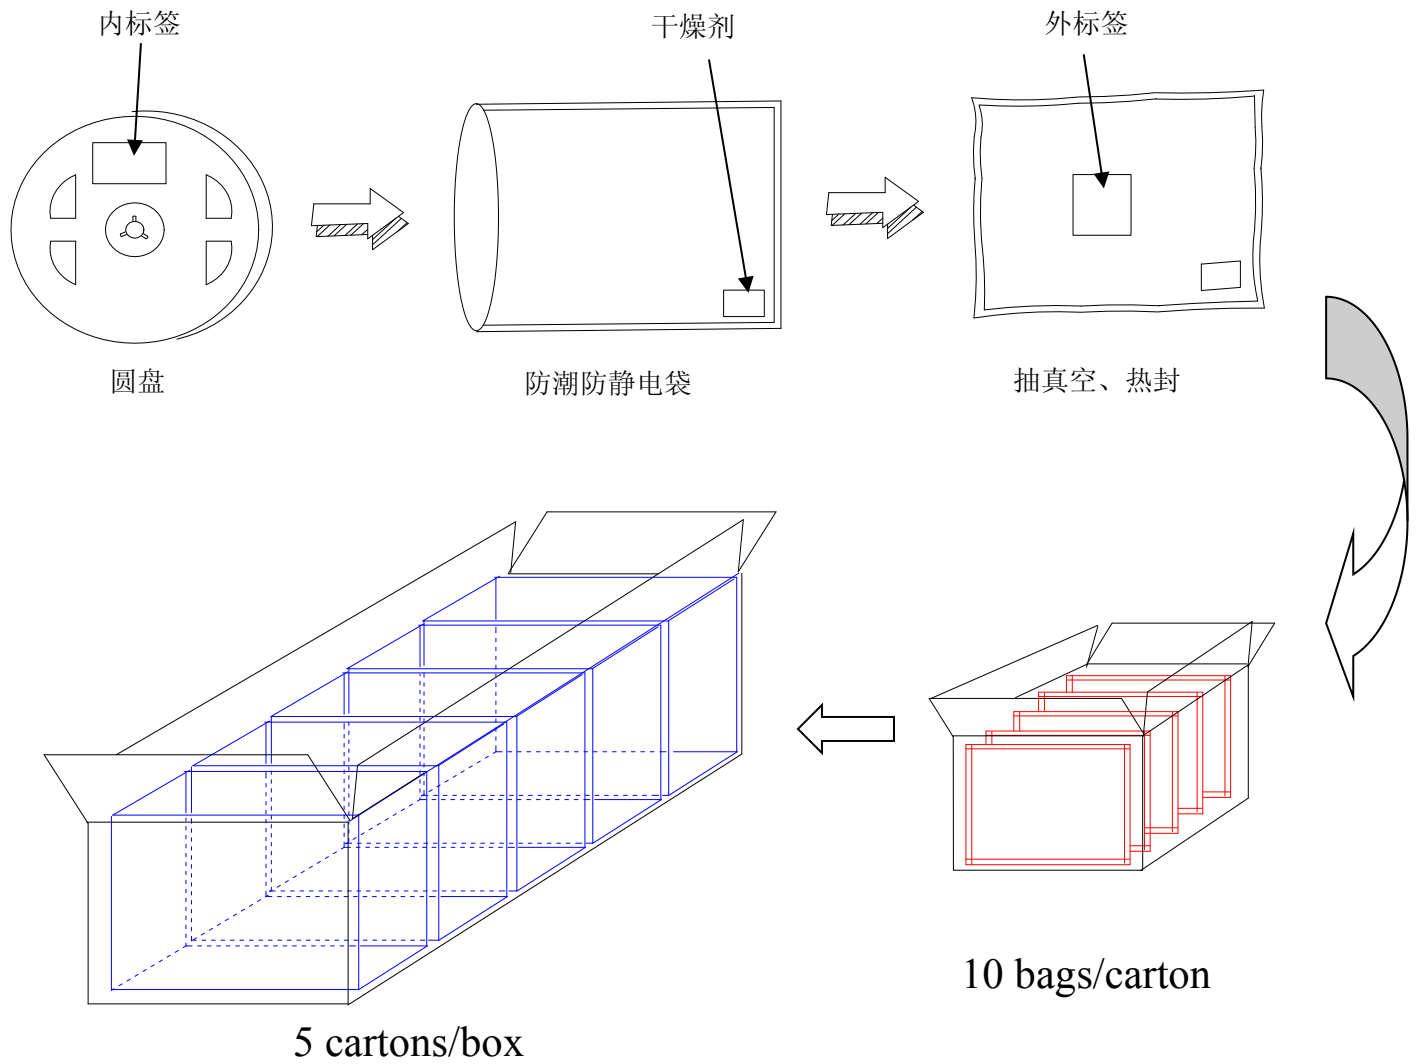 内标签
干燥剂
外标签
圆盘
防潮防静电袋
抽真空、热封
10 bags/carton
5 cartons/box